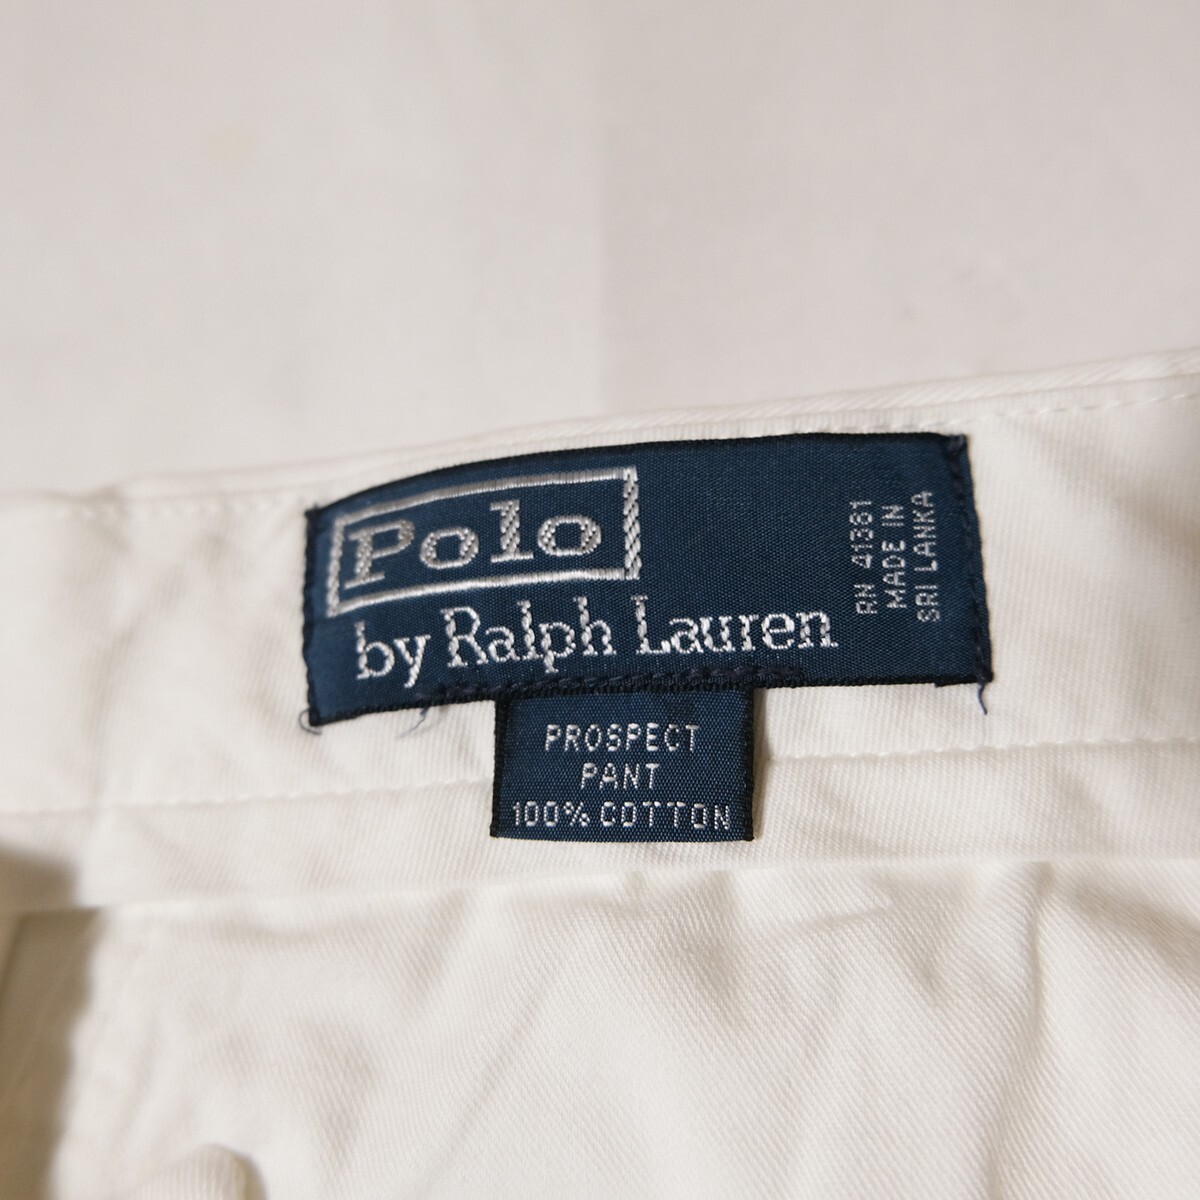 Polo
by Ralph Lauren
RN 41381
MADE IN
SRI LANKA
PROSPECT
PANT
100% COTTON